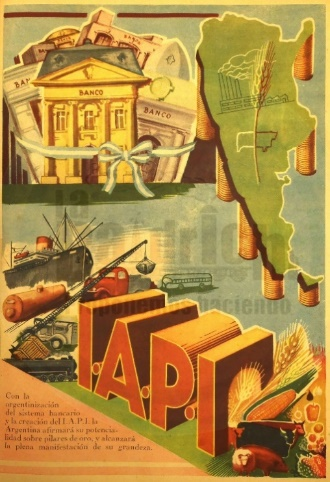 BANCO
BANCO
BANCO
I.A.P.I.
Con la
argentinización
del sistema bancario
y la creación del I.A.P.I. la
Argentina afirmará su potencia-
lidad sobre pilares de oro, y alcanzará
la plena manifestación de su grandeza.